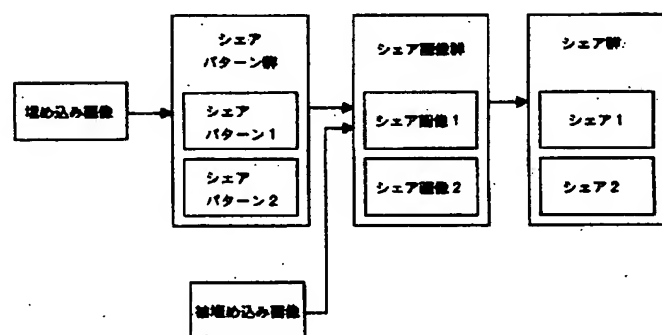 シェア
パターン群
シェア
パターン1
シェア
パターン2
埋め込み画像
シェア画像群
シェア画像1
シェア画像2
シェア群
シェア1
シェア2
被埋め込み画像